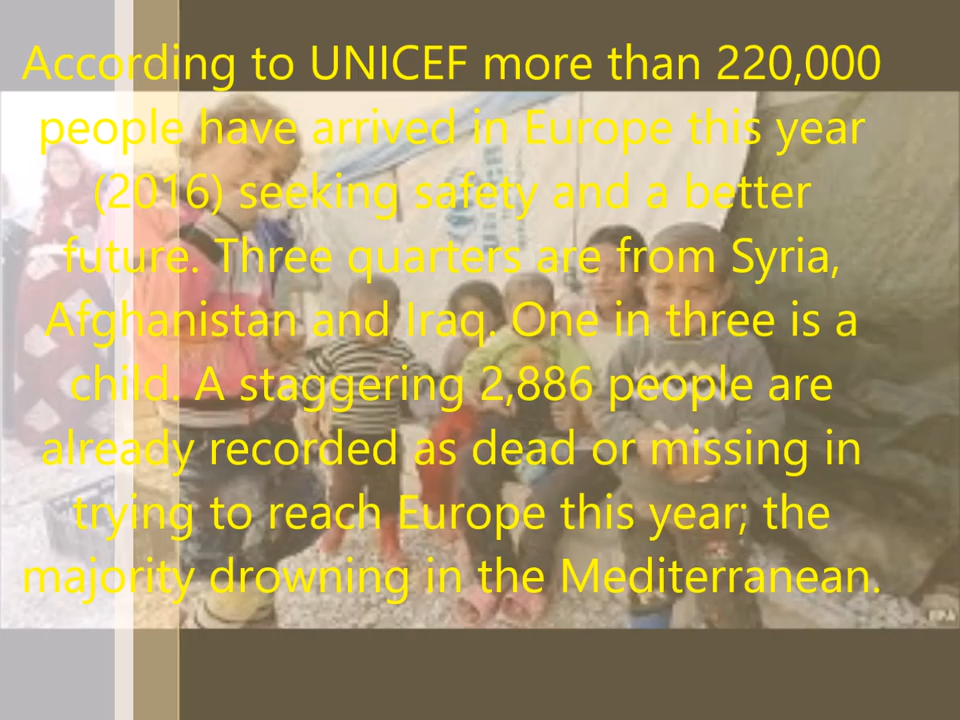 According to UNICEF more than 220,000
people have arrived in Europe this year
(2016) seeking safety and a better
future. Three quarters are from Syria,
Afghanistan and Iraq. One in three is a
child. A staggering 2,886 people are
already recorded as dead or missing in
trying to reach Europe this year; the
majority drowning in the Mediterranean.
EPA